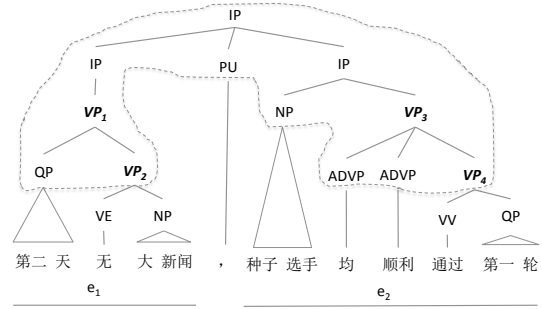 IP
IP PU IP
VP1 NP VP3
QP VP2 ADVP ADVP VP4
VE NP VV QP
第二 天 无 大 新闻 , 种子 选手 均 顺利 通过 第一 轮
e1 e2